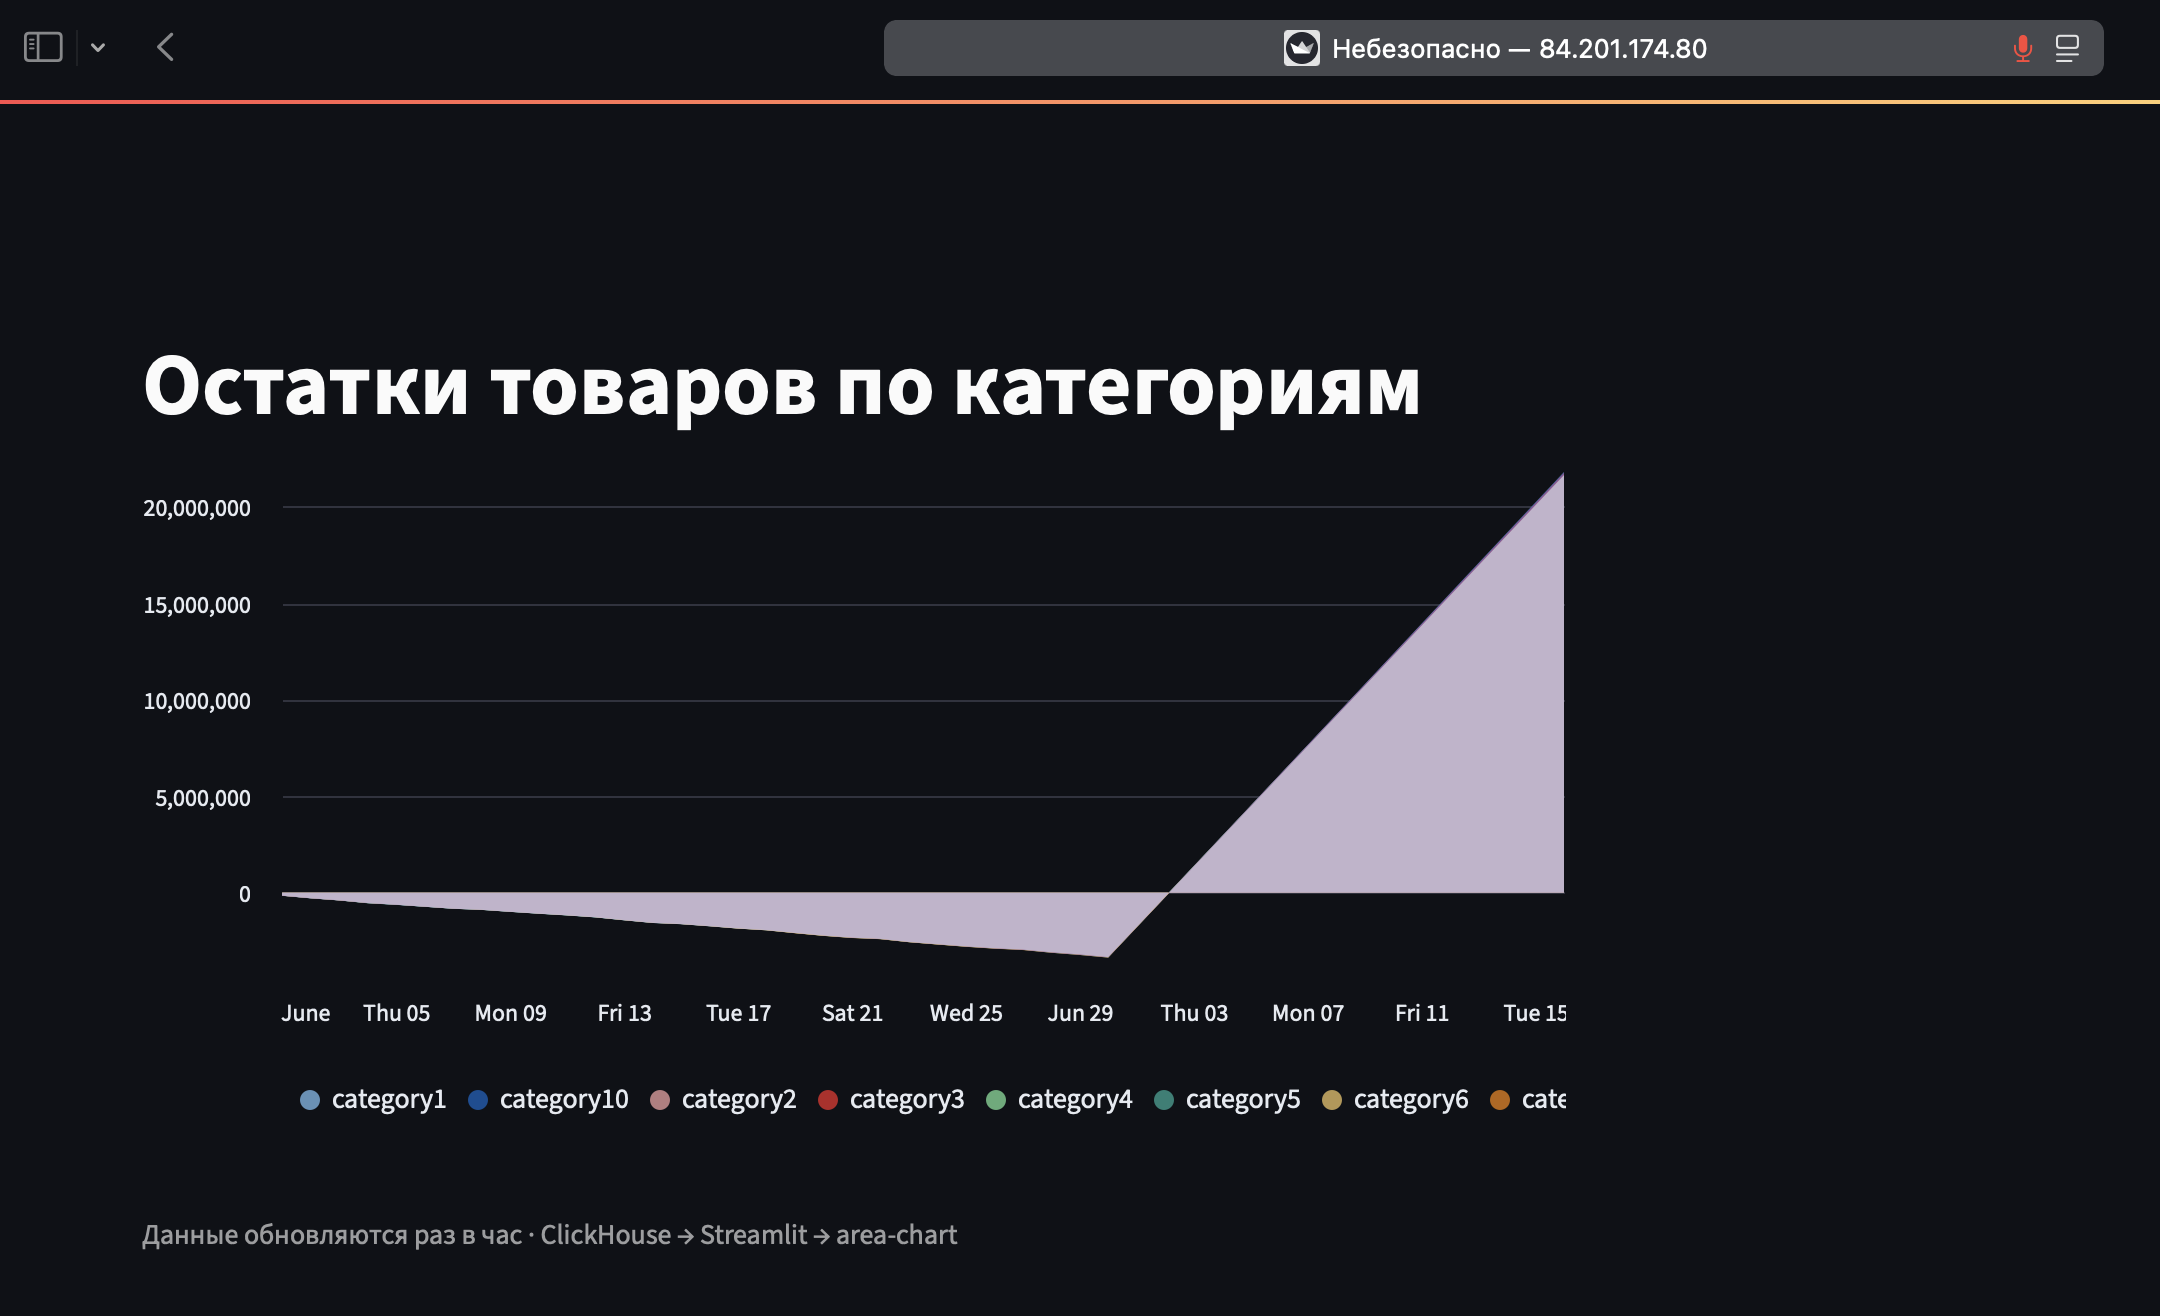 Небезопасно — 84.201.174.80
Остатки товаров по категориям
20,000,000
15,000,000
10,000,000
5,000,000
0
June Thu 05 Mon 09 Fri 13 Tue 17 Sat 21 Wed 25 Jun 29 Thu 03 Mon 07 Fri 11 Tue 15
category1 category10 category2 category3 category4 category5 category6 cate
Данные обновляются раз в час · ClickHouse → Streamlit → area-chart